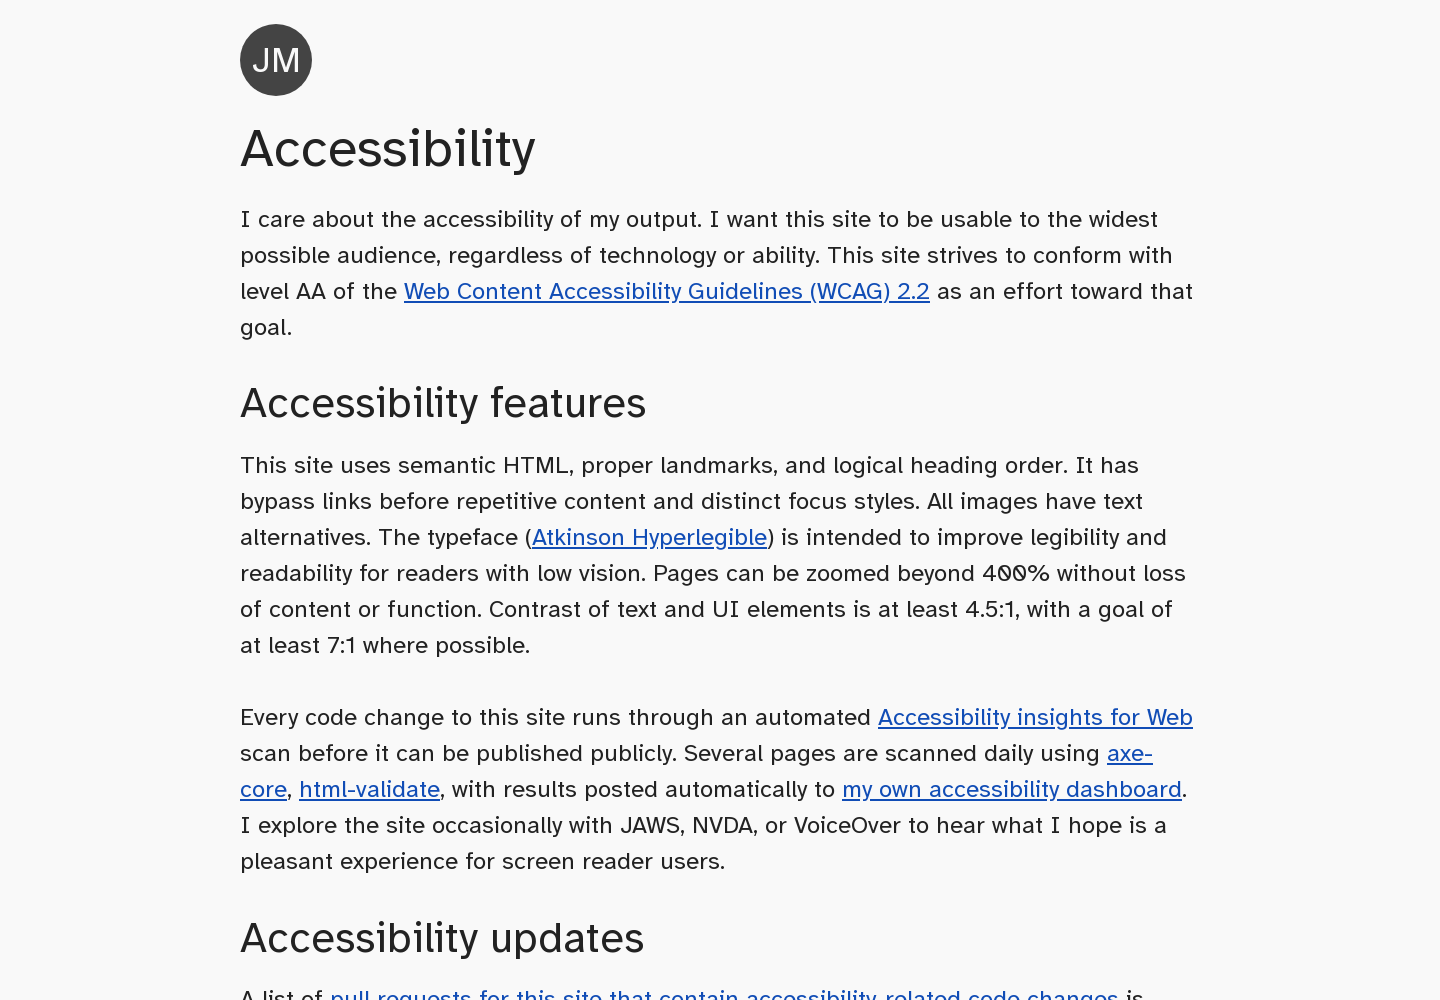 JM
Accessibility
I care about the accessibility of my output. I want this site to be usable to the widest
possible audience, regardless of technology or ability. This site strives to conform with
level AA of the Web Content Accessibility Guidelines (WCAG) 2.2 as an effort toward that
goal.
Accessibility features
This site uses semantic HTML, proper landmarks, and logical heading order. It has
bypass links before repetitive content and distinct focus styles. All images have text
alternatives. The typeface (Atkinson Hyperlegible) is intended to improve legibility and
readability for readers with low vision. Pages can be zoomed beyond 400% without loss
of content or function. Contrast of text and UI elements is at least 4.5:1, with a goal of
at least 7:1 where possible.
Every code change to this site runs through an automated Accessibility insights for Web
scan before it can be published publicly. Several pages are scanned daily using axe-
core, html-validate, with results posted automatically to my own accessibility dashboard.
I explore the site occasionally with JAWS, NVDA, or VoiceOver to hear what I hope is a
pleasant experience for screen reader users.
Accessibility updates
A list of pull requests for this site that contain accessibility-related code changes is